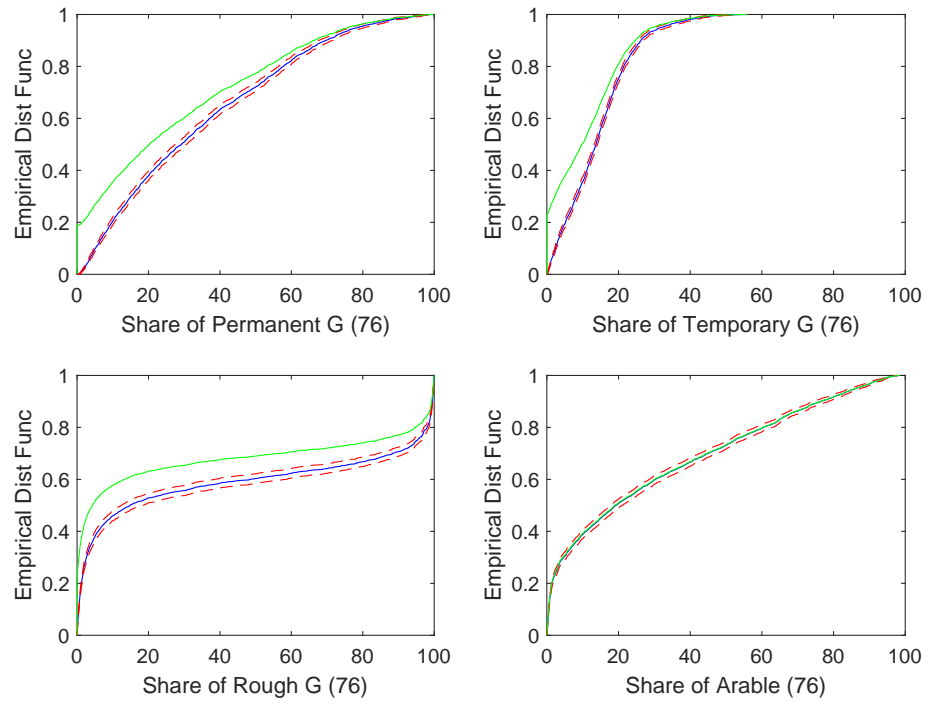 1
0.8
0.6
0.4
0.2
0
Empirical Dist Func
0 20 40 60 80 100
Share of Permanent G (76)
1
0.8
0.6
0.4
0.2
0
Empirical Dist Func
0 20 40 60 80 100
Share of Temporary G (76)
1
0.8
0.6
0.4
0.2
0
Empirical Dist Func
0 20 40 60 80 100
Share of Rough G (76)
1
0.8
0.6
0.4
0.2
0
Empirical Dist Func
0 20 40 60 80 100
Share of Arable (76)